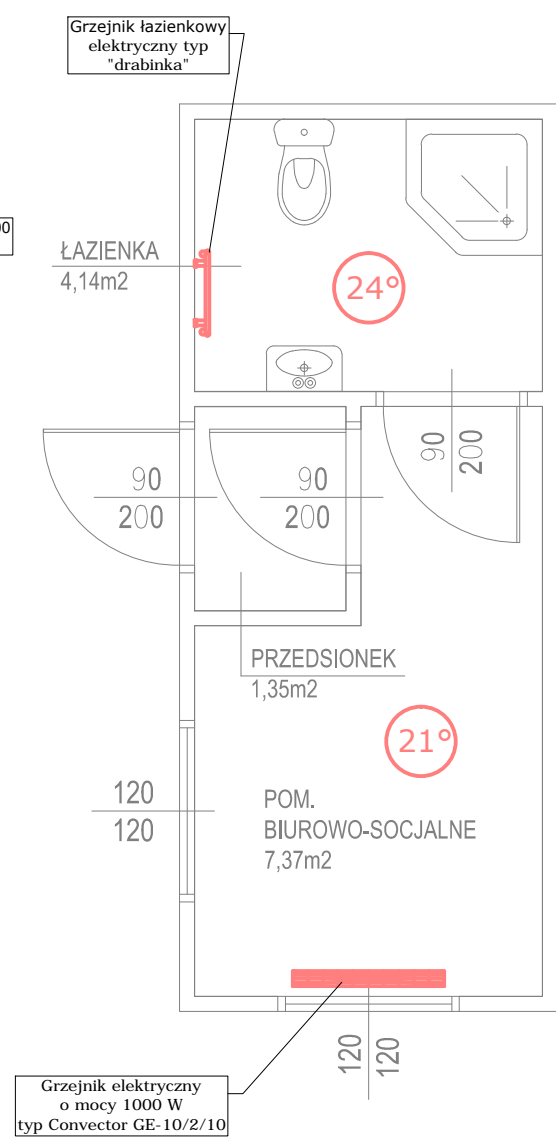 Grzejnik łazienkowy
elektryczny typ
"drabinka"
ŁAZIENKA
4,14m2
24°
90
200
90
200
90
200
PRZEDSIONEK
1,35m2
21°
120
120
POM.
BIUROWO-SOCJALNE
7,37m2
120
120
Grzejnik elektryczny
o mocy 1000 W
typ Convector GE-10/2/10